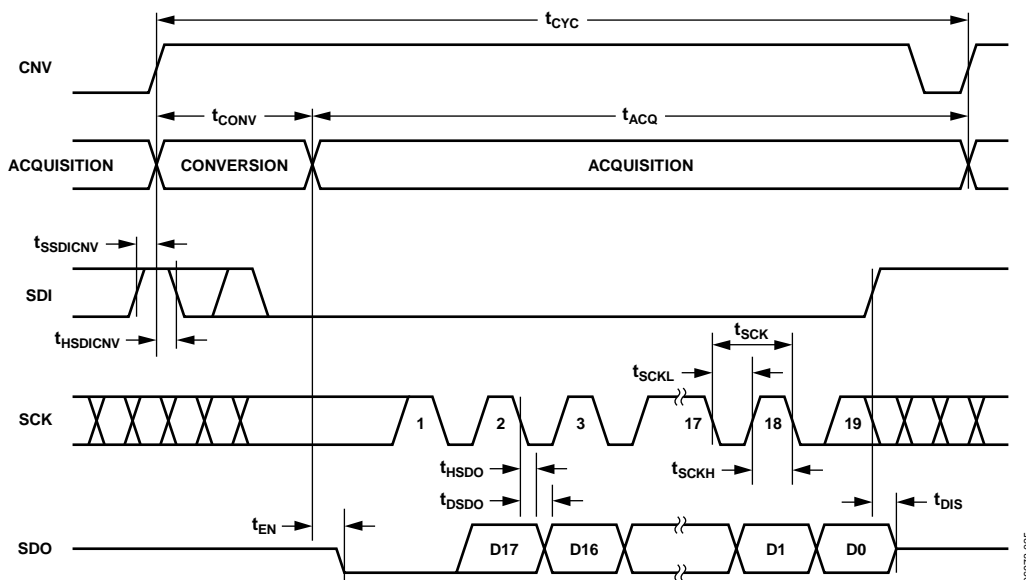 tCYC
CNV
tCONV
tACQ
ACQUISITION
CONVERSION
ACQUISITION
tSSDICNV
SDI
tHSDICNV
tSCK
tSCKL
SCK
1
2
3
17
18
19
tHSDO
tSCKH
tDSDO
tDIS
tEN
SDO
D17
D16
D1
D0